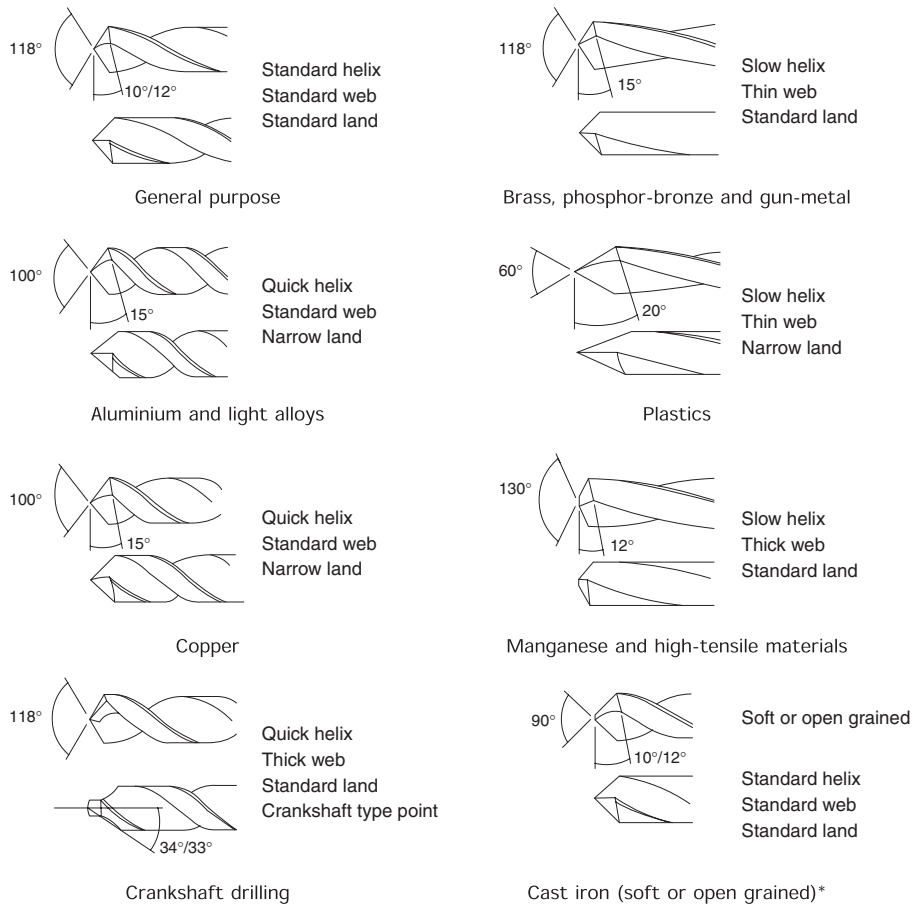 118°
10°/12°
Standard helix
Standard web
Standard land
General purpose
118°
15°
Slow helix
Thin web
Standard land
Brass, phosphor-bronze and gun-metal
100°
15°
Quick helix
Standard web
Narrow land
Aluminium and light alloys
60°
20°
Slow helix
Thin web
Narrow land
Plastics
100°
15°
Quick helix
Standard web
Narrow land
Copper
130°
12°
Slow helix
Thick web
Standard land
Manganese and high-tensile materials
118°
Quick helix
Thick web
Standard land
Crankshaft type point
34°/33°
Crankshaft drilling
90°
10°/12°
Soft or open grained
Standard helix
Standard web
Standard land
Cast iron (soft or open grained)*